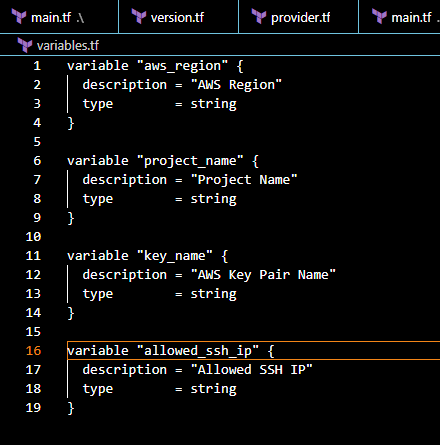 main.tf .\ version.tf provider.tf main.tf .
variables.tf
1 variable "aws_region" {
2 description = "AWS Region"
3 type = string
4 }
5
6 variable "project_name" {
7 description = "Project Name"
8 type = string
9 }
10
11 variable "key_name" {
12 description = "AWS Key Pair Name"
13 type = string
14 }
15
16 variable "allowed_ssh_ip" {
17 description = "Allowed SSH IP"
18 type = string
19 }